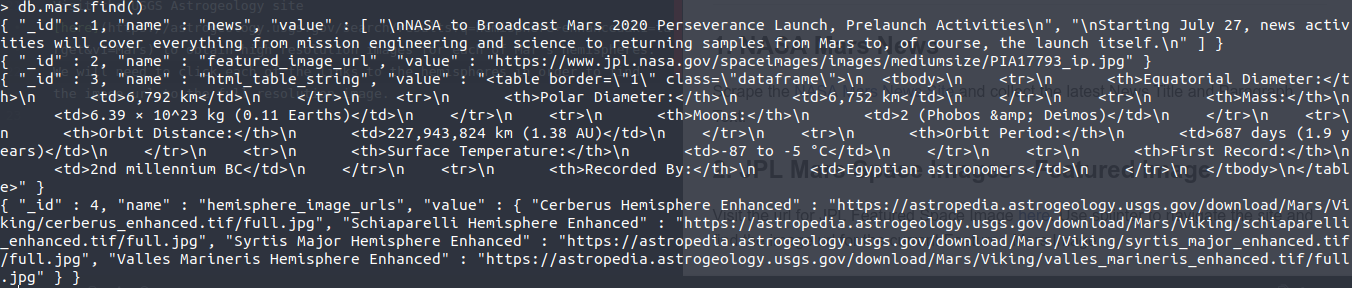 > db.mars.find()
{ "_id" : 1, "name" : "news", "value" : [ "\nNASA to Broadcast Mars 2020 Perseverance Launch, Prelaunch Activities\n", "\nStarting July 27, news activ
ities will cover everything from mission engineering and science to returning samples from Mars to, of course, the launch itself.\n" ] }
{ "_id" : 2, "name" : "featured_image_url", "value" : "https://www.jpl.nasa.gov/spaceimages/images/mediumsize/PIA17793_ip.jpg" }
{ "_id" : 3, "name" : "html_table_string", "value" : "<table border=\"1\" class=\"dataframe\">\n  <tbody>\n    <tr>\n      <th>Equatorial Diameter:</t
h>\n      <td>6,792 km</td>\n    </tr>\n    <tr>\n      <th>Polar Diameter:</th>\n      <td>6,752 km</td>\n    </tr>\n    <tr>\n      <th>Mass:</th>\n
      <td>6.39 × 10^23 kg (0.11 Earths)</td>\n    </tr>\n    <tr>\n      <th>Moons:</th>\n      <td>2 (Phobos &amp; Deimos)</td>\n    </tr>\n    <tr>\
n      <th>Orbit Distance:</th>\n      <td>227,943,824 km (1.38 AU)</td>\n    </tr>\n    <tr>\n      <th>Orbit Period:</th>\n      <td>687 days (1.9 y
ears)</td>\n    </tr>\n    <tr>\n      <th>Surface Temperature:</th>\n      <td>-87 to -5 °C</td>\n    </tr>\n    <tr>\n      <th>First Record:</th>\n
      <td>2nd millennium BC</td>\n    </tr>\n    <tr>\n      <th>Recorded By:</th>\n      <td>Egyptian astronomers</td>\n    </tr>\n  </tbody>\n</tabl
e>" }
{ "_id" : 4, "name" : "hemisphere_image_urls", "value" : { "Cerberus Hemisphere Enhanced" : "https://astropedia.astrogeology.usgs.gov/download/Mars/Vi
king/cerberus_enhanced.tif/full.jpg", "Schiaparelli Hemisphere Enhanced" : "https://astropedia.astrogeology.usgs.gov/download/Mars/Viking/schiaparelli
_enhanced.tif/full.jpg", "Syrtis Major Hemisphere Enhanced" : "https://astropedia.astrogeology.usgs.gov/download/Mars/Viking/syrtis_major_enhanced.tif
/full.jpg", "Valles Marineris Hemisphere Enhanced" : "https://astropedia.astrogeology.usgs.gov/download/Mars/Viking/valles_marineris_enhanced.tif/full
.jpg" } }